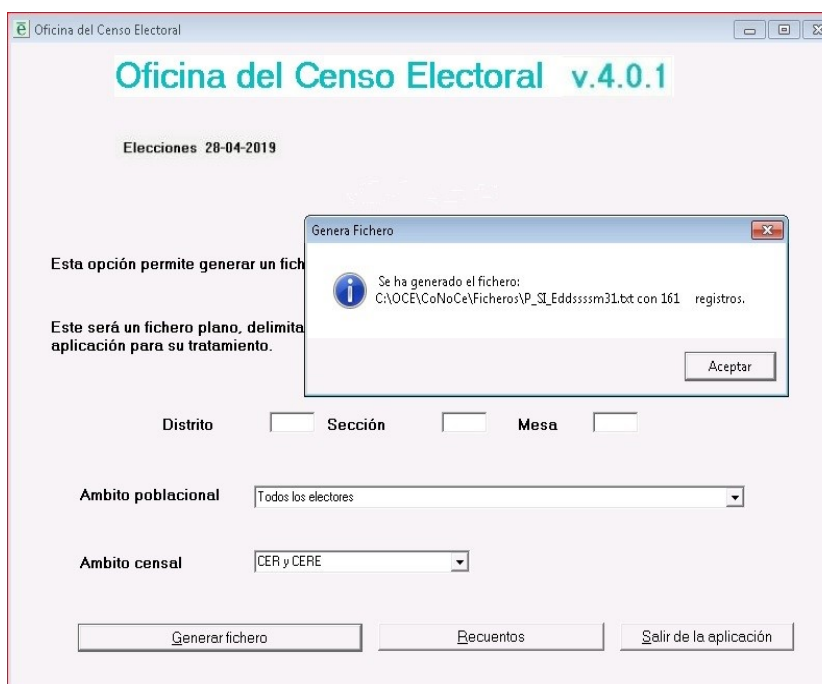 Oficina del Censo Electoral
Oficina del Censo Electoral v.4.0.1
Elecciones 28-04-2019
Genera Fichero
Esta opción permite generar un fich
Se ha generado el fichero:
C:\OCE\CoNoCe\Ficheros\P_SI_Eddssssm31.txt con 161 registros.
Este será un fichero plano, delimita
aplicación para su tratamiento.
Aceptar
Distrito Sección Mesa
Ambito poblacional Todos los electores
Ambito censal CER y CERE
Generar fichero Recuentos Salir de la aplicación